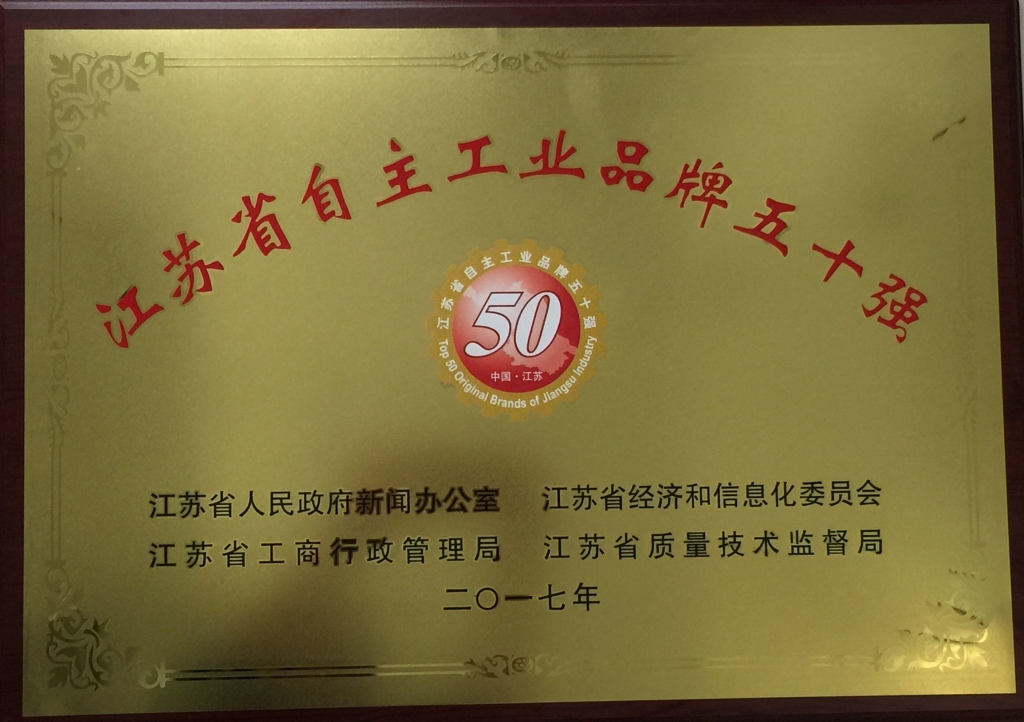 江苏省自主工业品牌五十强
江苏省自主工业品牌五十强
50
中国·江苏
Top 50 Original Brands of Jiangsu Industry
江苏省人民政府新闻办公室 江苏省经济和信息化委员会
江苏省工商行政管理局 江苏省质量技术监督局
二〇一七年